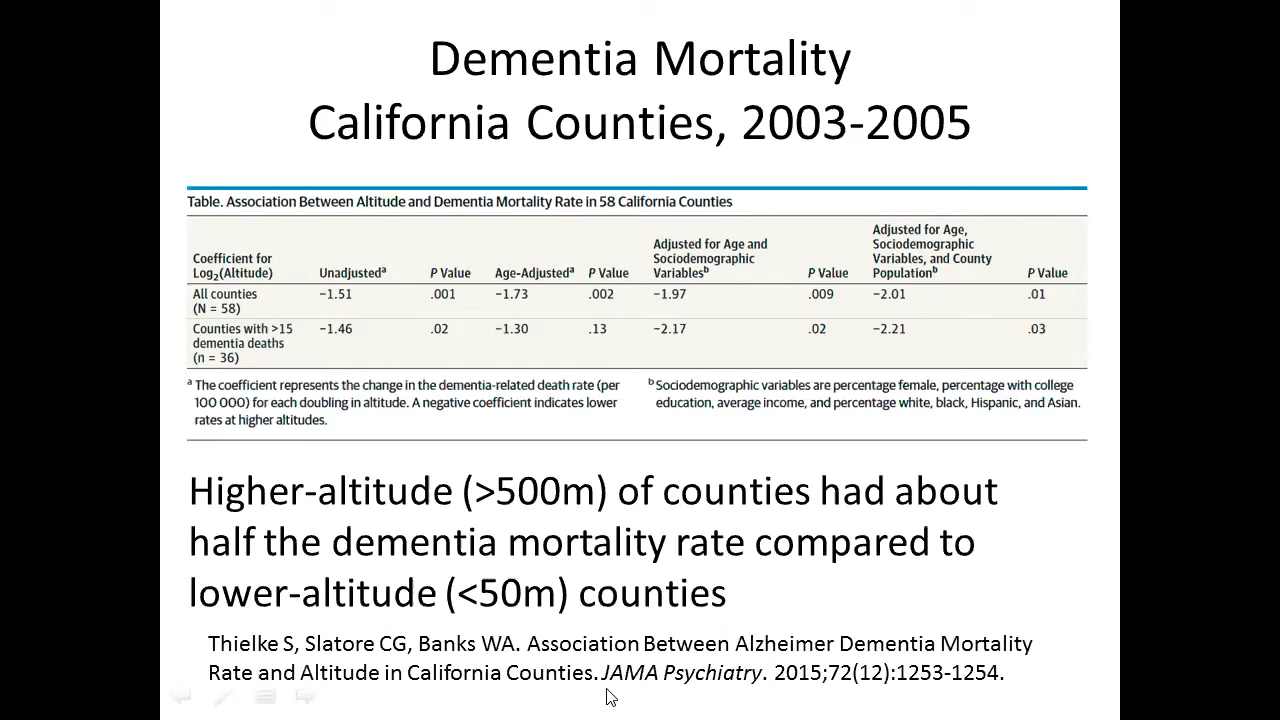 Dementia Mortality
California Counties, 2003-2005
Table. Association Between Altitude and Dementia Mortality Rate in 58 California Counties
Coefficient for
Log₂(Altitude)
Unadjustedᵃ
P Value
Age-Adjustedᵃ
P Value
Adjusted for Age and
Sociodemographic
Variablesᵇ
P Value
Adjusted for Age,
Sociodemographic
Variables, and County
Populationᵇ
P Value
All counties
(N = 58)
−1.51
.001
−1.73
.002
−1.97
.009
−2.01
.01
Counties with >15
dementia deaths
(n = 36)
−1.46
.02
−1.30
.13
−2.17
.02
−2.21
.03
ᵃ The coefficient represents the change in the dementia-related death rate (per
100 000) for each doubling in altitude. A negative coefficient indicates lower
rates at higher altitudes.
ᵇ Sociodemographic variables are percentage female, percentage with college
education, average income, and percentage white, black, Hispanic, and Asian.
Higher-altitude (>500m) of counties had about
half the dementia mortality rate compared to
lower-altitude (<50m) counties
Thielke S, Slatore CG, Banks WA. Association Between Alzheimer Dementia Mortality
Rate and Altitude in California Counties. JAMA Psychiatry. 2015;72(12):1253-1254.